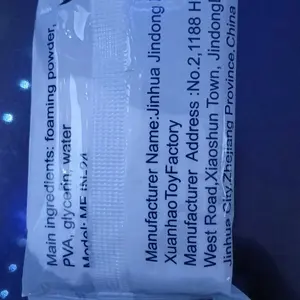 Main ingredients: foaming powder,
PVA, glycerin, water
Manufacturer Name:Jinhua Jindong
XuanhaoToyFactory
Manufacturer Address :No.2,1188 H
West Road,Xiaoshun Town, Jindong
Jinhua City,Zhejiang Province,China